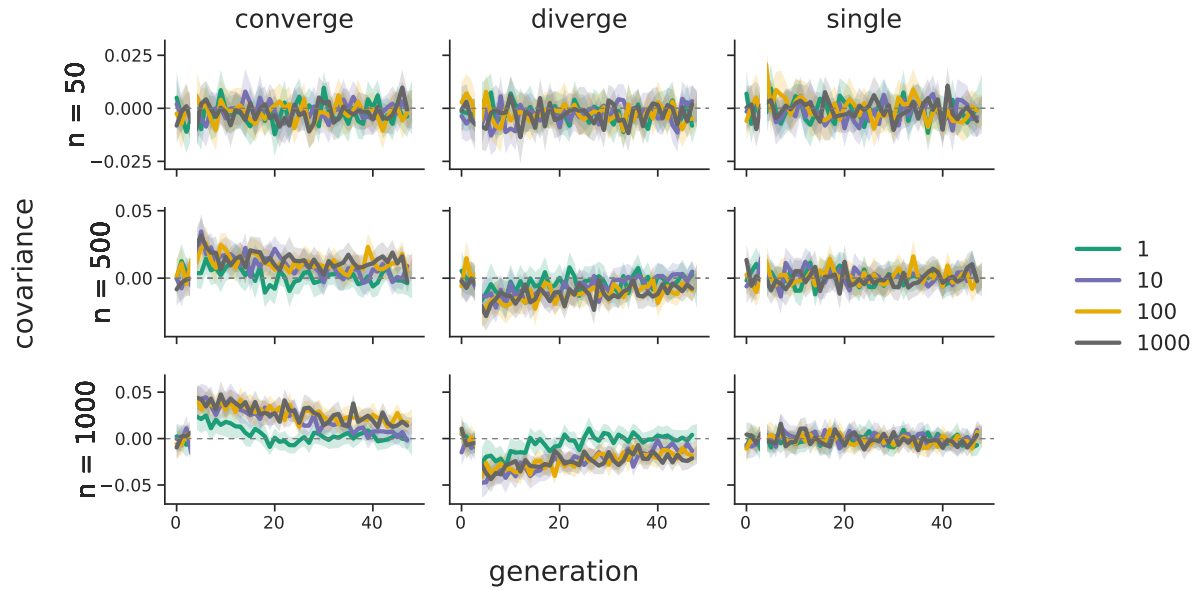 converge diverge single
0.025
0.000
−0.025
n = 50
0.05
0.00
n = 500
covariance
1
10
100
1000
0.05
0.00
−0.05
n = 1000
0 20 40 0 20 40 0 20 40
generation